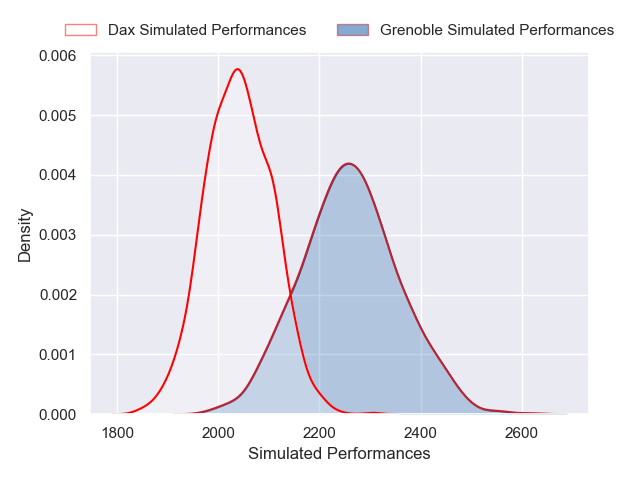 Dax Simulated Performances
Grenoble Simulated Performances
0.006
0.005
0.004
0.003
0.002
0.001
0.000
Density
1800 2000 2200 2400 2600
Simulated Performances